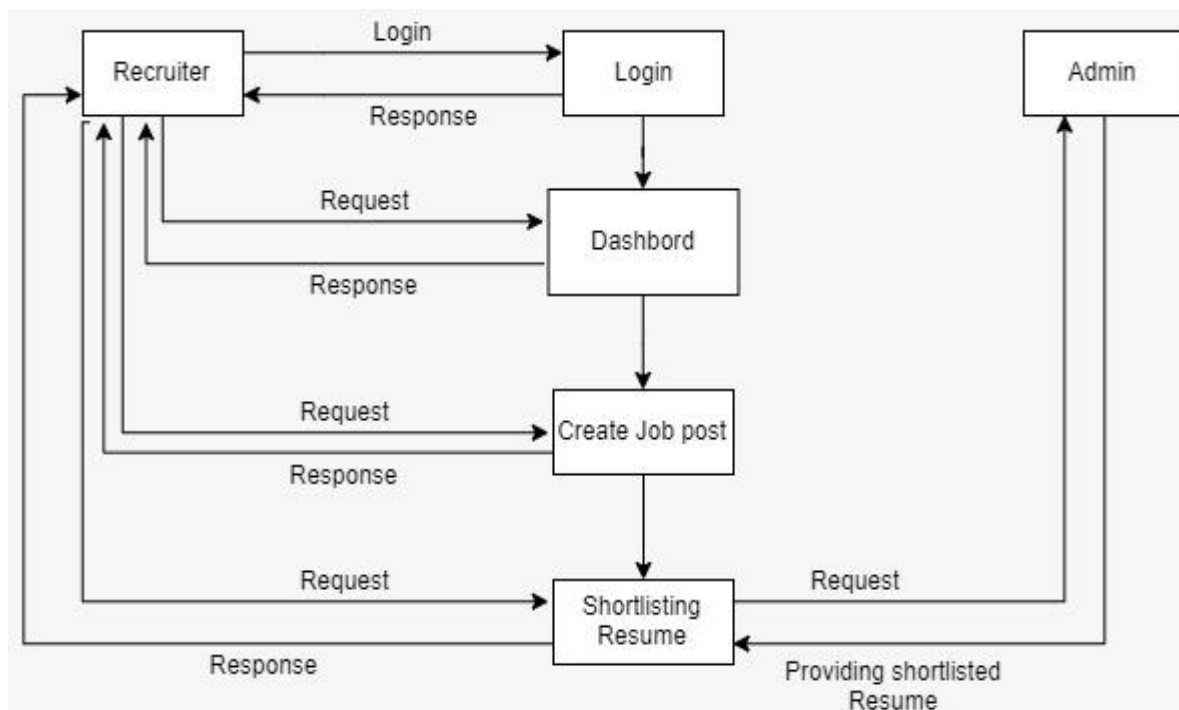 Login
Recruiter
Login
Admin
Response
Request
Dashbord
Response
Request
Create Job post
Response
Request
Shortlisting
Resume
Request
Response
Providing shortlisted
Resume